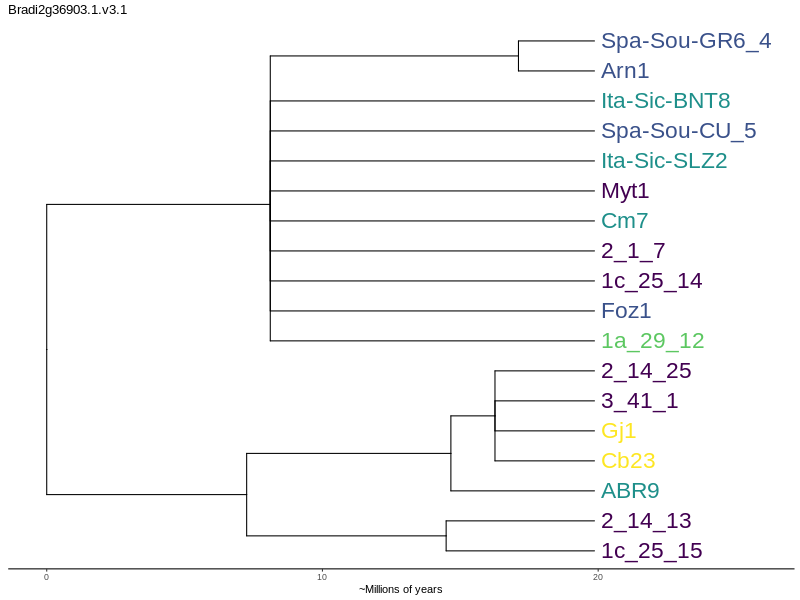 Bradi2g36903.1.v3.1
Spa-Sou-GR6_4
Arn1
Ita-Sic-BNT8
Spa-Sou-CU_5
Ita-Sic-SLZ2
Myt1
Cm7
2_1_7
1c_25_14
Foz1
1a_29_12
2_14_25
3_41_1
Gj1
Cb23
ABR9
2_14_13
1c_25_15
0 10 20
~Millions of years